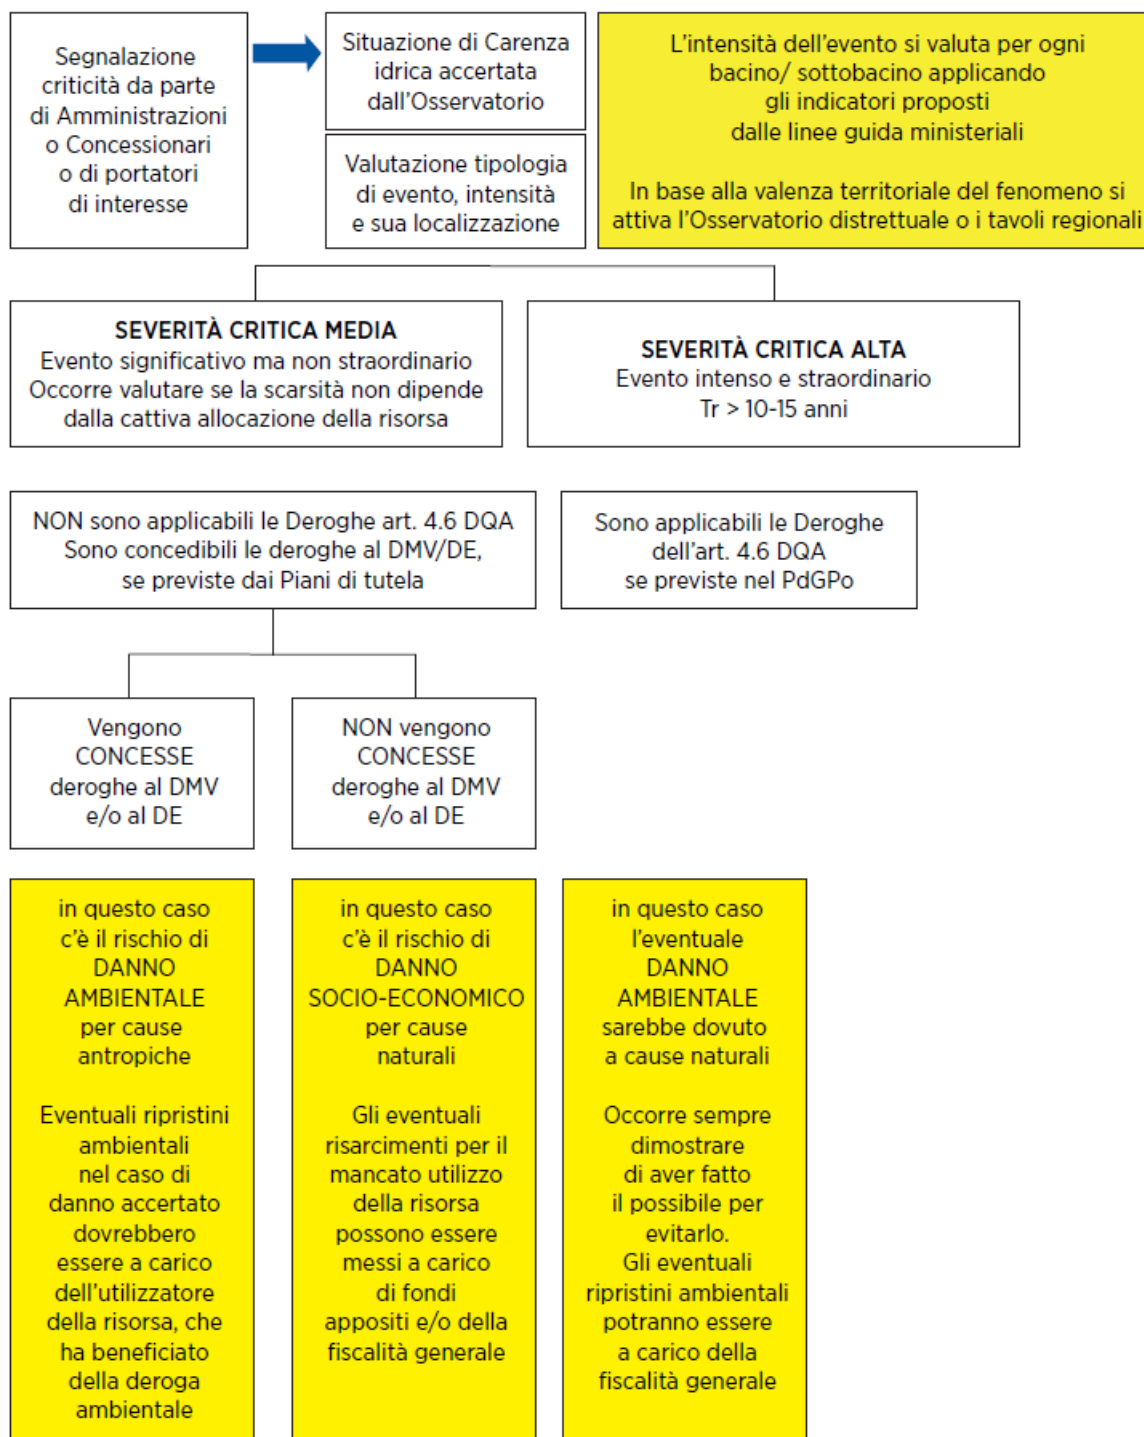 Segnalazione
criticità da parte
di Amministrazioni
o Concessionari
o di portatori
di interesse
Situazione di Carenza
idrica accertata
dall'Osservatorio
Valutazione tipologia
di evento, intensità
e sua localizzazione
L'intensità dell'evento si valuta per ogni
bacino/ sottobacino applicando
gli indicatori proposti
dalle linee guida ministeriali
In base alla valenza territoriale del fenomeno si
attiva l'Osservatorio distrettuale o i tavoli regionali
SEVERITÀ CRITICA MEDIA
Evento significativo ma non straordinario
Occorre valutare se la scarsità non dipende
dalla cattiva allocazione della risorsa
SEVERITÀ CRITICA ALTA
Evento intenso e straordinario
Tr > 10-15 anni
NON sono applicabili le Deroghe art. 4.6 DQA
Sono concedibili le deroghe al DMV/DE,
se previste dai Piani di tutela
Sono applicabili le Deroghe
dell'art. 4.6 DQA
se previste nel PdGPo
Vengono
CONCESSE
deroghe al DMV
e/o al DE
NON vengono
CONCESSE
deroghe al DMV
e/o al DE
in questo caso
c'è il rischio di
DANNO
AMBIENTALE
per cause
antropiche
Eventuali ripristini
ambientali
nel caso di
danno accertato
dovrebbero
essere a carico
dell'utilizzatore
della risorsa, che
ha beneficiato
della deroga
ambientale
in questo caso
c'è il rischio di
DANNO
SOCIO-ECONOMICO
per cause
naturali
Gli eventuali
risarcimenti per il
mancato utilizzo
della risorsa
possono essere
messi a carico
di fondi
appositi e/o della
fiscalità generale
in questo caso
l'eventuale
DANNO
AMBIENTALE
sarebbe dovuto
a cause naturali
Occorre sempre
dimostrare
di aver fatto
il possibile per
evitarlo.
Gli eventuali
ripristini ambientali
potranno essere
a carico della
fiscalità generale